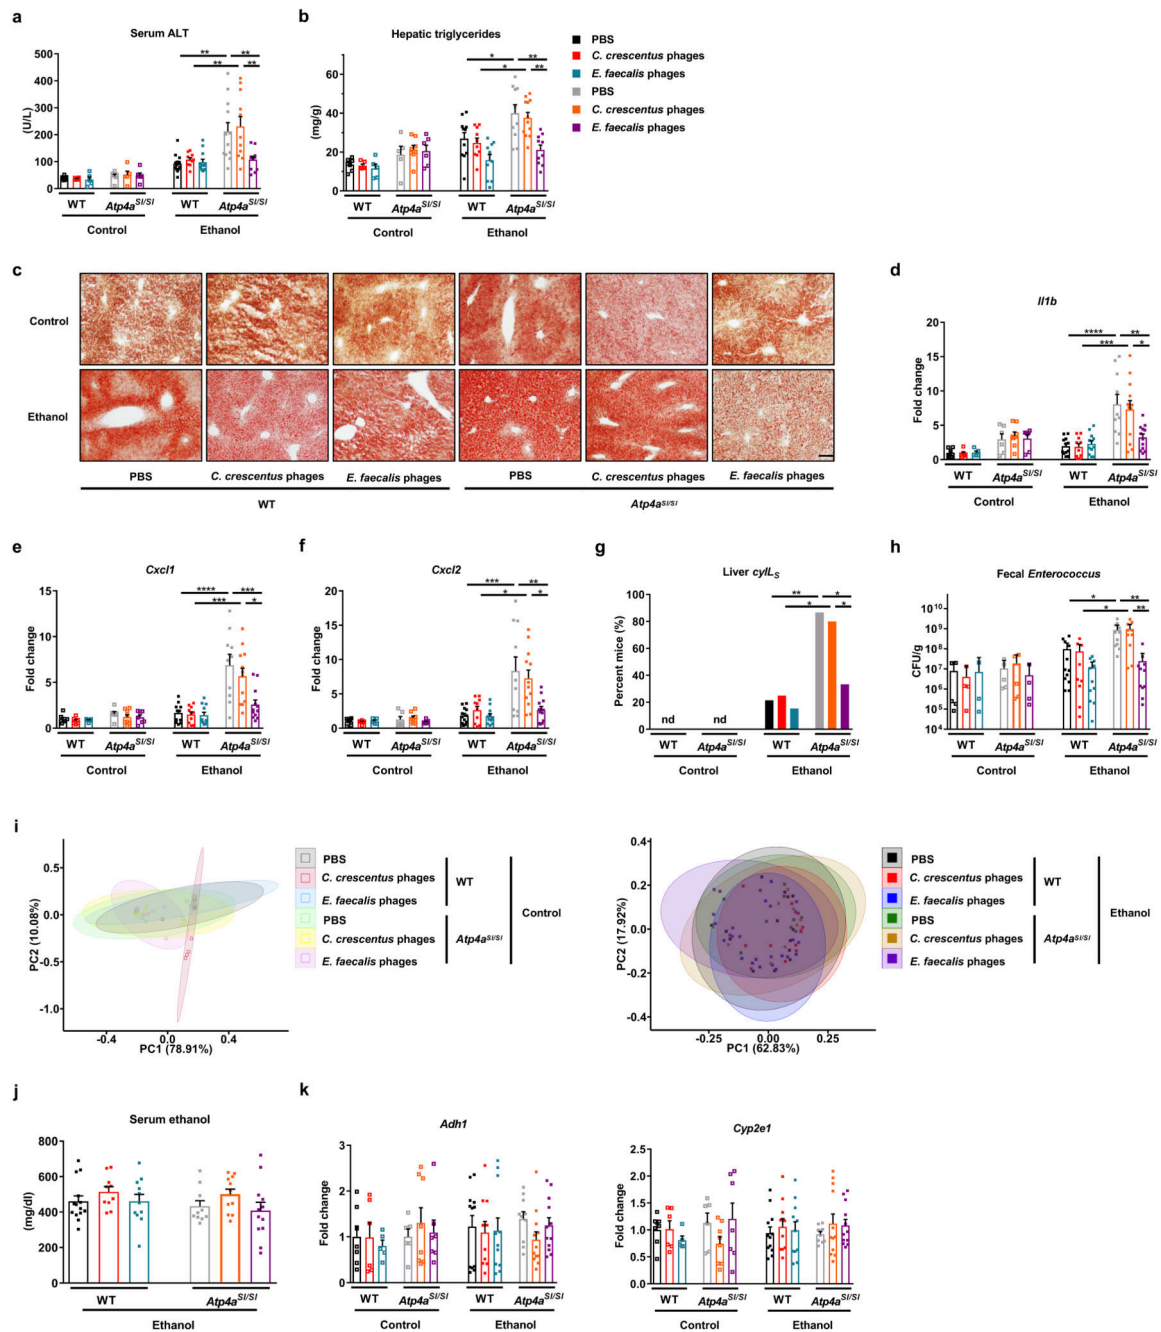 a
Serum ALT
(U/L)
500
400
300
200
100
0
** **
** **
WT Atp4a^Sl/Sl WT Atp4a^Sl/Sl
Control Ethanol
b
Hepatic triglycerides
(mg/g)
60
40
20
0
* **
* **
WT Atp4a^Sl/Sl WT Atp4a^Sl/Sl
Control Ethanol
PBS
C. crescentus phages
E. faecalis phages
PBS
C. crescentus phages
E. faecalis phages
c
Control
Ethanol
PBS C. crescentus phages E. faecalis phages PBS C. crescentus phages E. faecalis phages
WT Atp4a^Sl/Sl
d
Il1b
Fold change
20
15
10
5
0
**** **
*** *
WT Atp4a^Sl/Sl WT Atp4a^Sl/Sl
Control Ethanol
e
Cxcl1
Fold change
15
10
5
0
**** ***
*** *
WT Atp4a^Sl/Sl WT Atp4a^Sl/Sl
Control Ethanol
f
Cxcl2
Fold change
20
15
10
5
0
*** **
* *
WT Atp4a^Sl/Sl WT Atp4a^Sl/Sl
Control Ethanol
g
Liver cylL_S
Percent mice (%)
100
80
60
40
20
0
** *
* *
nd nd
WT Atp4a^Sl/Sl WT Atp4a^Sl/Sl
Control Ethanol
h
Fecal Enterococcus
CFU/g
10^10
10^9
10^8
10^7
10^6
10^5
10^4
* **
* **
WT Atp4a^Sl/Sl WT Atp4a^Sl/Sl
Control Ethanol
i
PC2 (10.08%)
0.5
0.0
-0.5
-1.0
-0.4 0.0 0.4
PC1 (78.91%)
PBS
C. crescentus phages
E. faecalis phages
WT
PBS
C. crescentus phages
E. faecalis phages
Atp4a^Sl/Sl
Control
PC2 (17.92%)
0.4
0.2
0.0
-0.2
-0.4
-0.25 0.00 0.25
PC1 (62.83%)
PBS
C. crescentus phages
E. faecalis phages
WT
PBS
C. crescentus phages
E. faecalis phages
Atp4a^Sl/Sl
Ethanol
j
Serum ethanol
(mg/dl)
800
600
400
200
0
WT Atp4a^Sl/Sl
Ethanol
k
Adh1
Fold change
3
2
1
0
WT Atp4a^Sl/Sl WT Atp4a^Sl/Sl
Control Ethanol
Cyp2e1
Fold change
2.5
2.0
1.5
1.0
0.5
0.0
WT Atp4a^Sl/Sl WT Atp4a^Sl/Sl
Control Ethanol